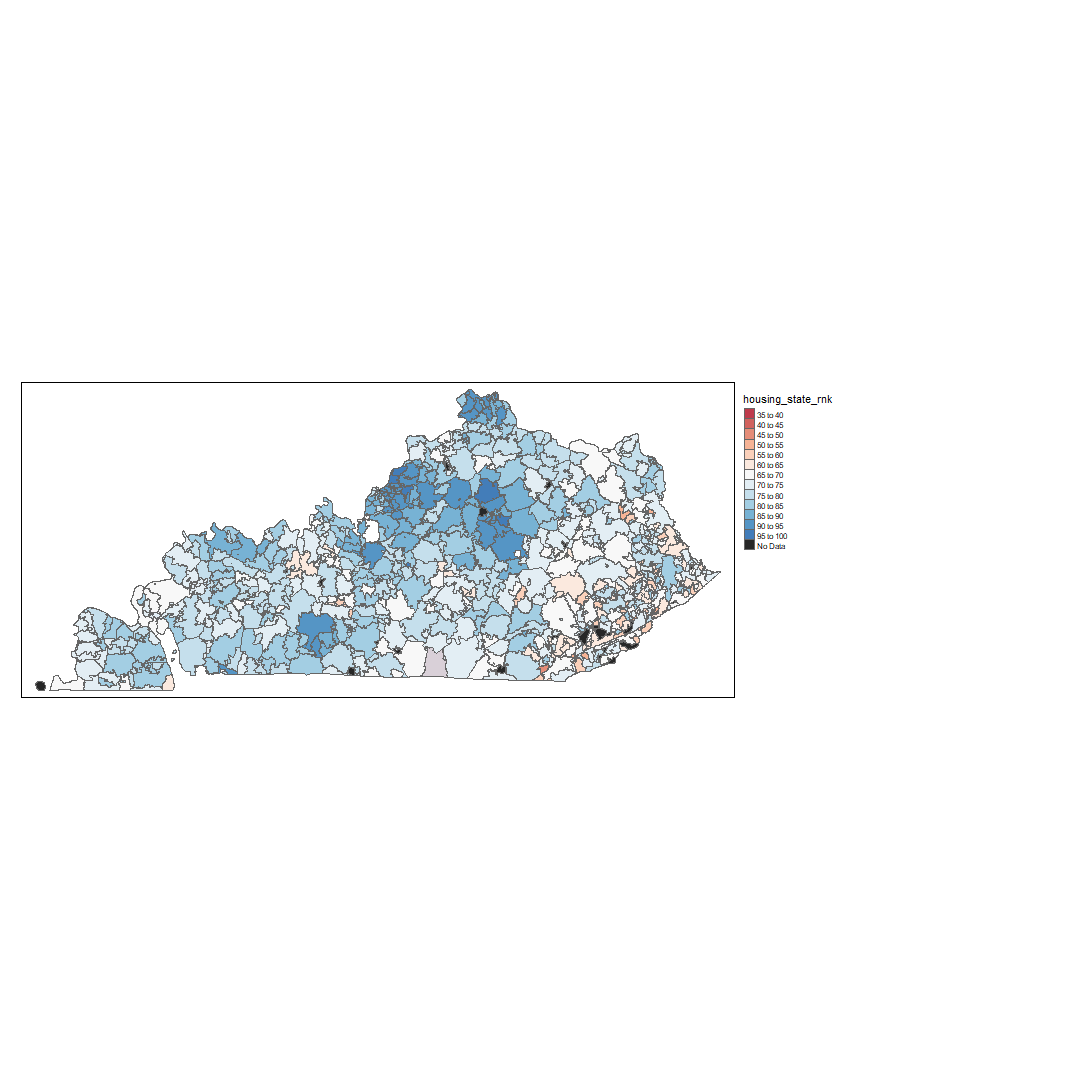 housing_state_rnk
35 to 40
40 to 45
45 to 50
50 to 55
55 to 60
60 to 65
65 to 70
70 to 75
75 to 80
80 to 85
85 to 90
90 to 95
95 to 100
No Data